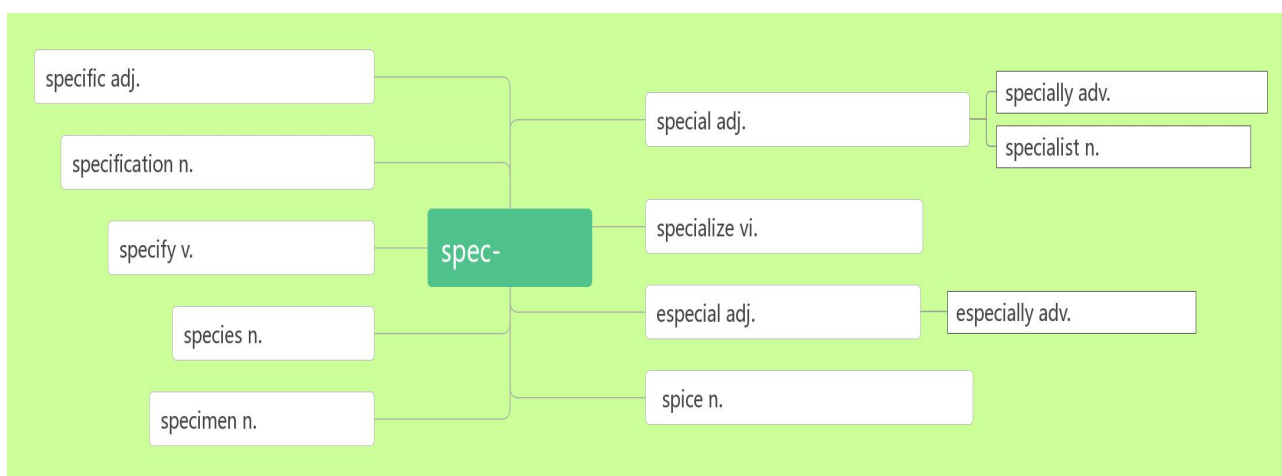 specific adj.
specification n.
specify v.
species n.
specimen n.
spec-
special adj.
specially adv.
specialist n.
specialize vi.
especial adj.
especially adv.
spice n.